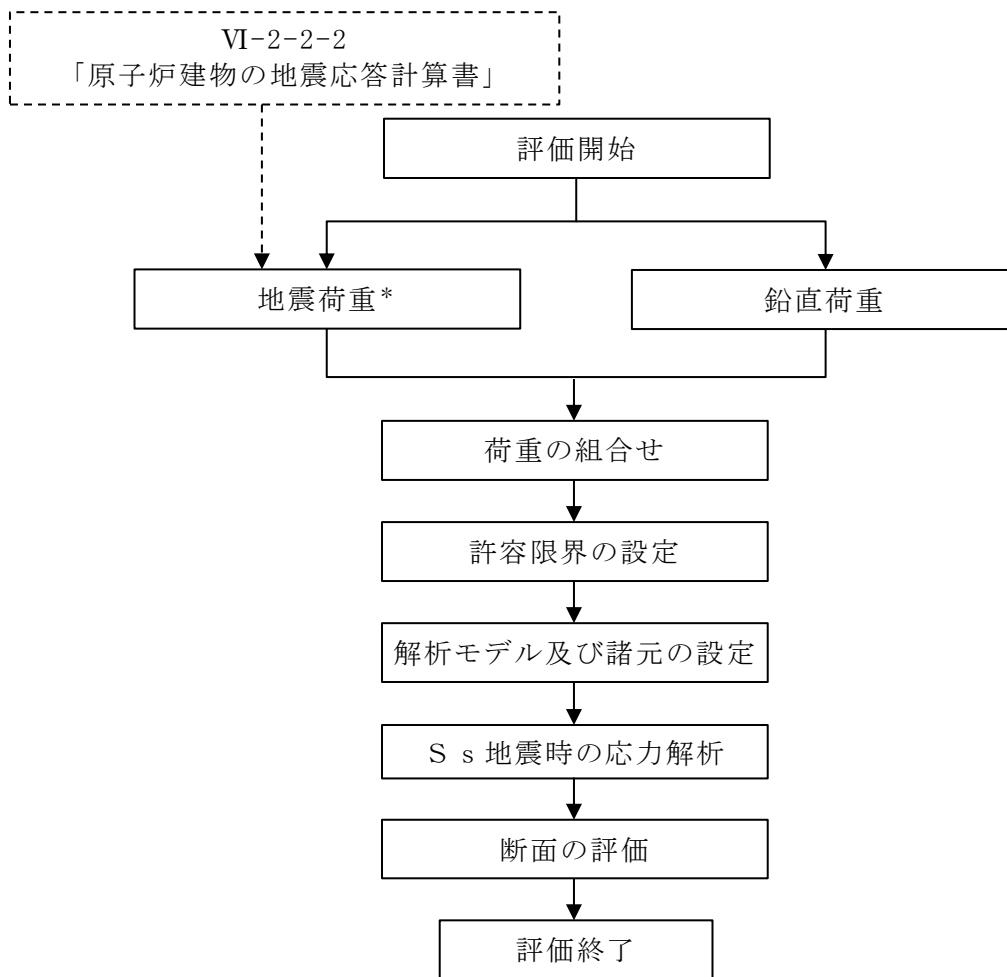 Ⅵ-2-2-2
「原子炉建物の地震応答計算書」
評価開始
地震荷重*
鉛直荷重
荷重の組合せ
許容限界の設定
解析モデル及び諸元の設定
Ｓｓ地震時の応力解析
断面の評価
評価終了